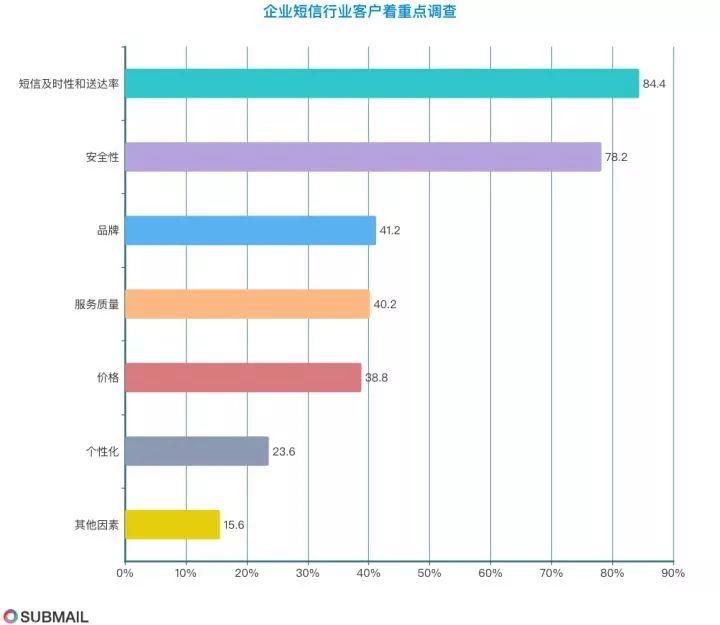 企业短信行业客户着重点调查
短信及时性和送达率 84.4
安全性 78.2
品牌 41.2
服务质量 40.2
价格 38.8
个性化 23.6
其他因素 15.6
0% 10% 20% 30% 40% 50% 60% 70% 80% 90%
SUBMAIL